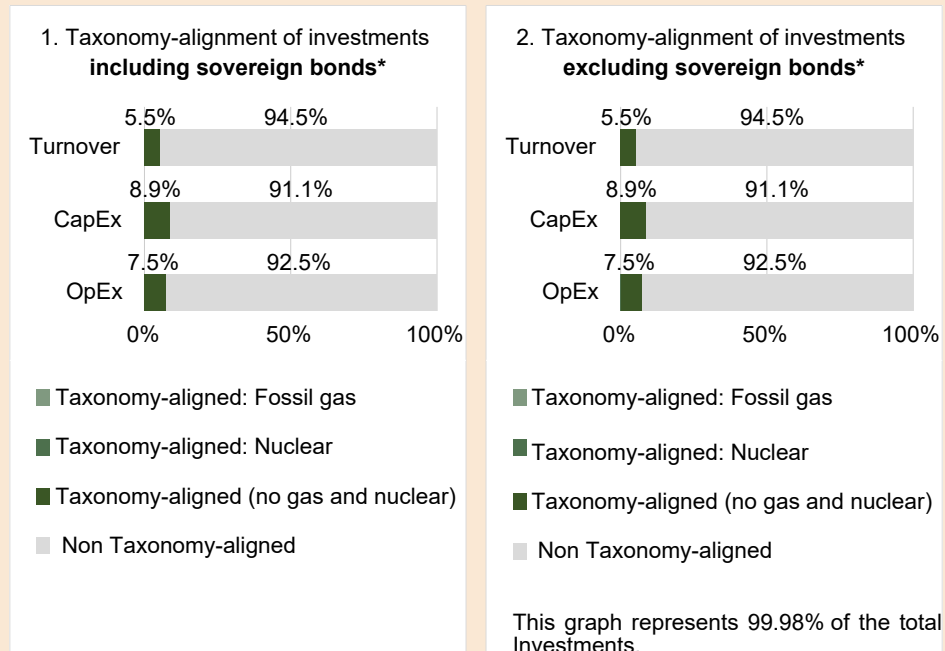 1. Taxonomy-alignment of investments
including sovereign bonds*
5.5% 94.5%
Turnover
8.9% 91.1%
CapEx
7.5% 92.5%
OpEx
0% 50% 100%
Taxonomy-aligned: Fossil gas
Taxonomy-aligned: Nuclear
Taxonomy-aligned (no gas and nuclear)
Non Taxonomy-aligned
2. Taxonomy-alignment of investments
excluding sovereign bonds*
5.5% 94.5%
Turnover
8.9% 91.1%
CapEx
7.5% 92.5%
OpEx
0% 50% 100%
Taxonomy-aligned: Fossil gas
Taxonomy-aligned: Nuclear
Taxonomy-aligned (no gas and nuclear)
Non Taxonomy-aligned
This graph represents 99.98% of the total
Investments.